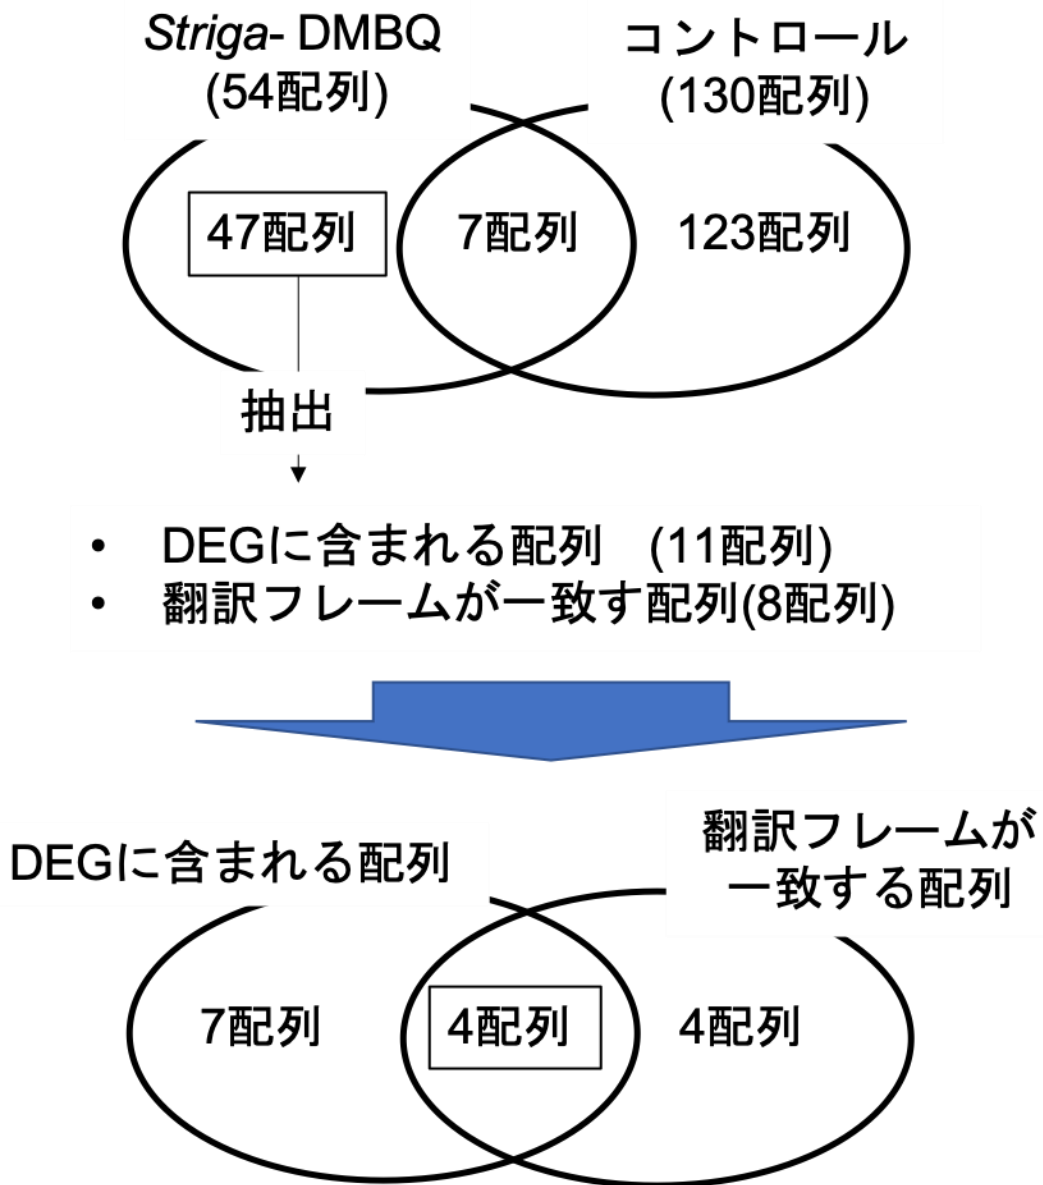 Striga- DMBQ
(54配列)
コントロール
(130配列)
47配列
7配列
123配列
抽出
• DEGに含まれる配列 (11配列)
• 翻訳フレームが一致す配列(8配列)
DEGに含まれる配列
翻訳フレームが
一致する配列
7配列
4配列
4配列